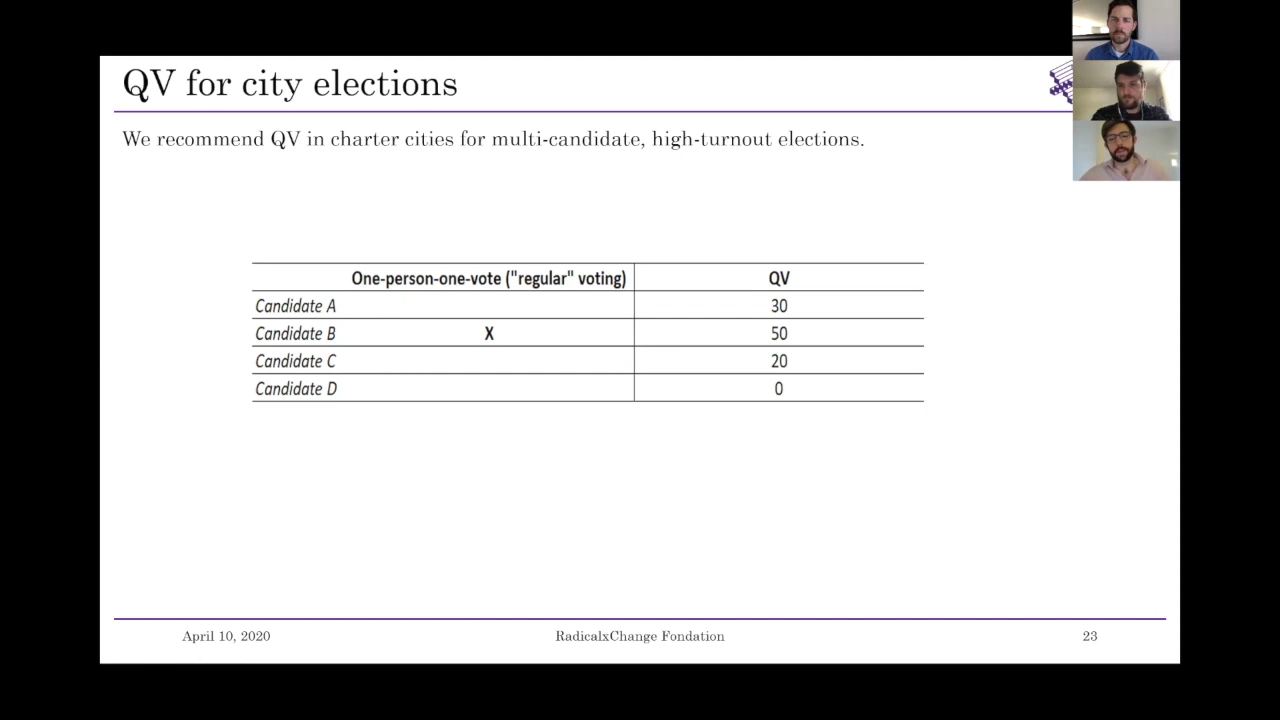 QV for city elections
We recommend QV in charter cities for multi-candidate, high-turnout elections.
One-person-one-vote ("regular" voting) QV
Candidate A 30
Candidate B X 50
Candidate C 20
Candidate D 0
April 10, 2020 RadicalxChange Fondation 23